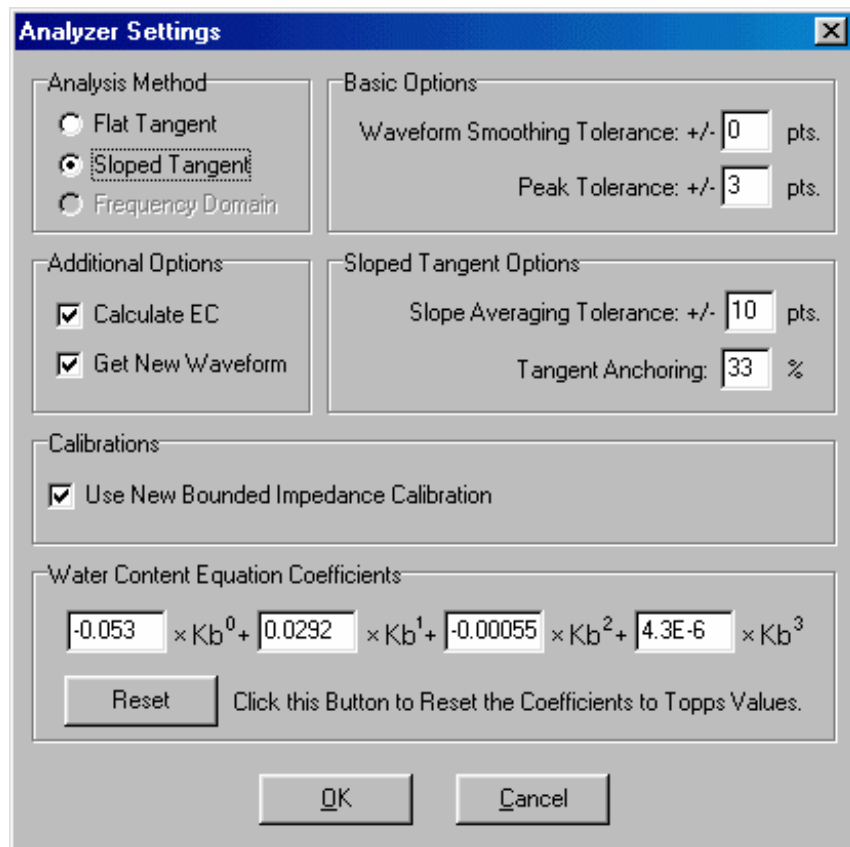 Analyzer Settings
Analysis Method
Flat Tangent
Sloped Tangent
Frequency Domain
Basic Options
Waveform Smoothing Tolerance: +/- 0 pts.
Peak Tolerance: +/- 3 pts.
Additional Options
Calculate EC
Get New Waveform
Sloped Tangent Options
Slope Averaging Tolerance: +/- 10 pts.
Tangent Anchoring: 33 %
Calibrations
Use New Bounded Impedance Calibration
Water Content Equation Coefficients
-0.053 × Kb⁰+ 0.0292 × Kb¹+ -0.00055 × Kb²+ 4.3E-6 × Kb³
Reset Click this Button to Reset the Coefficients to Topps Values.
OK Cancel